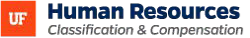 UF Human Resources
Classification & Compensation